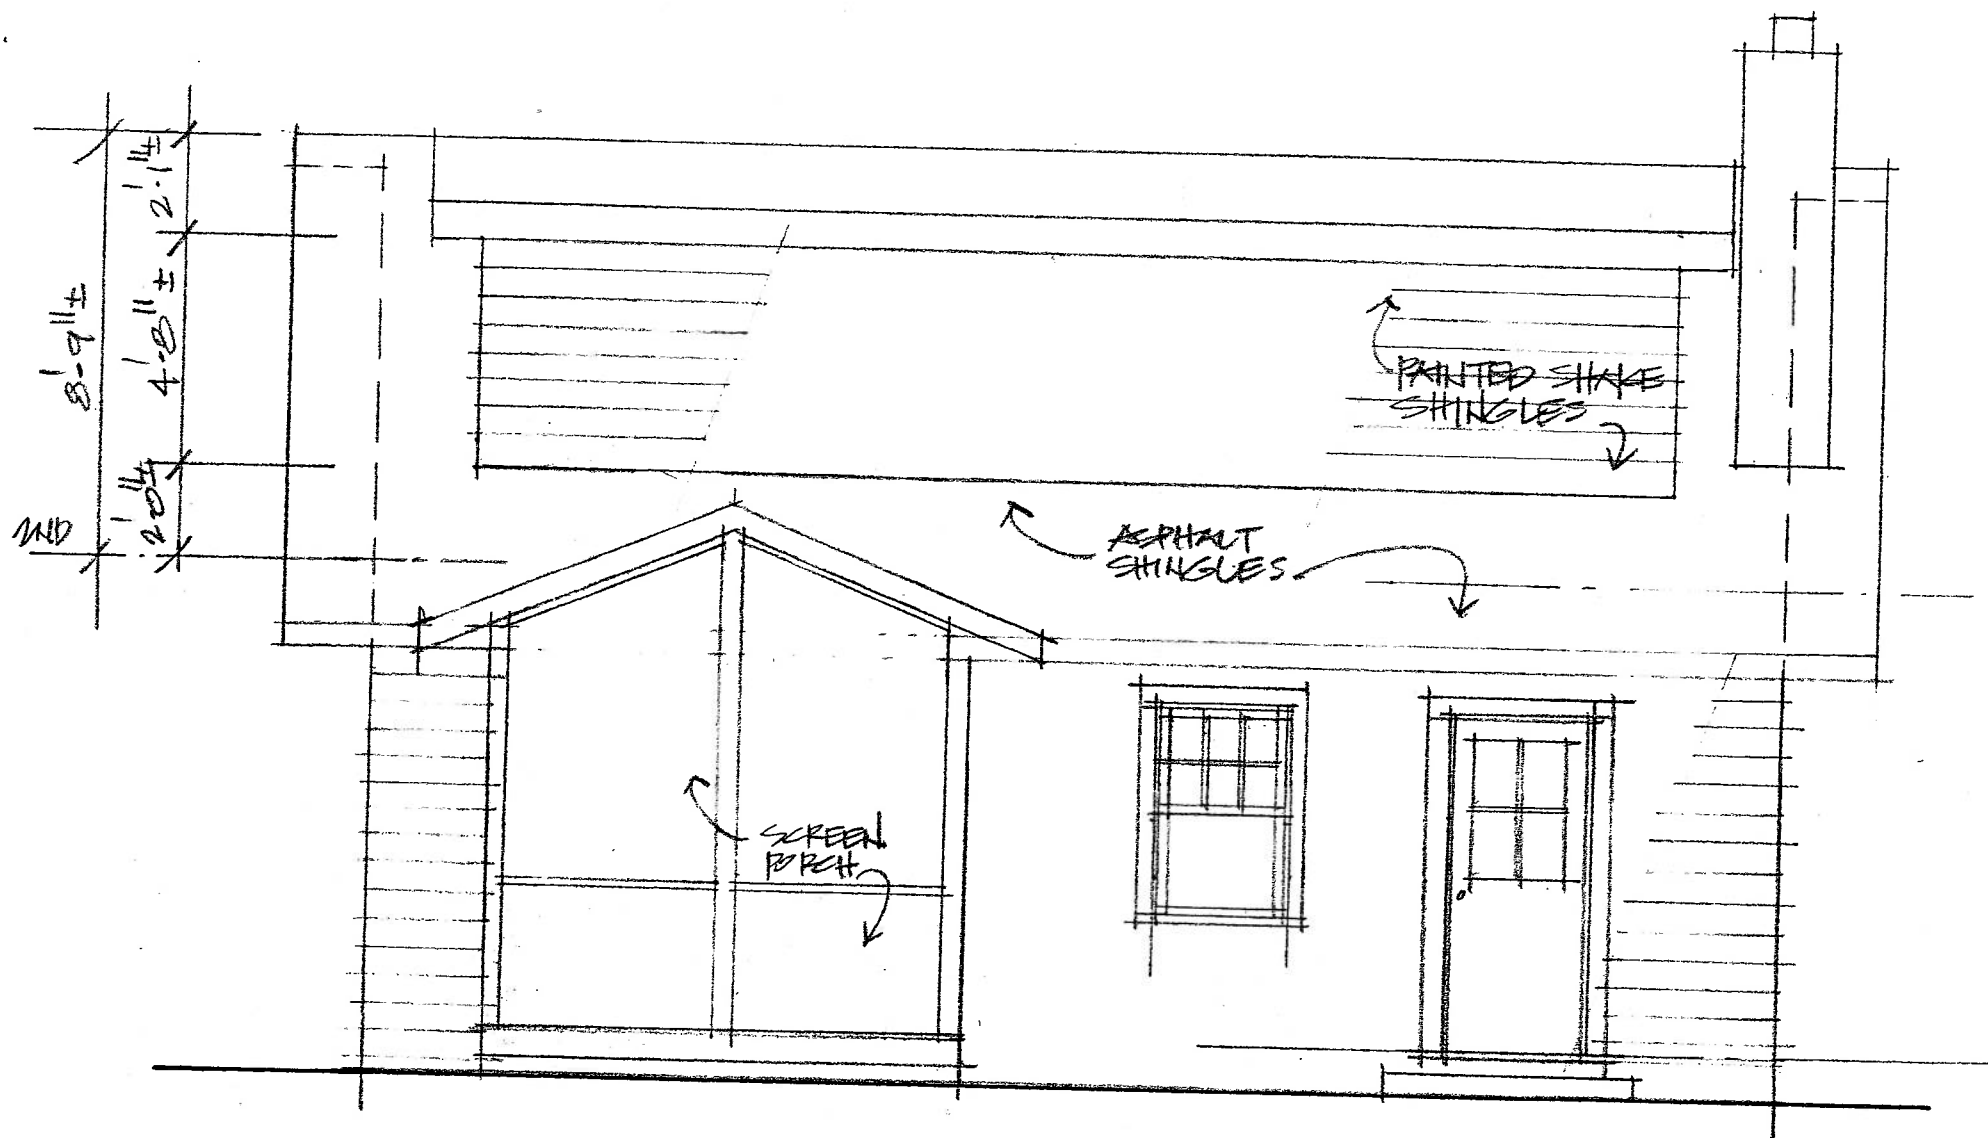 2'-1"±
4'-8"±
8'-9"±
2'-0"±
2ND
PAINTED SHAKE
SHINGLES
ASPHALT
SHINGLES
SCREEN
PORCH